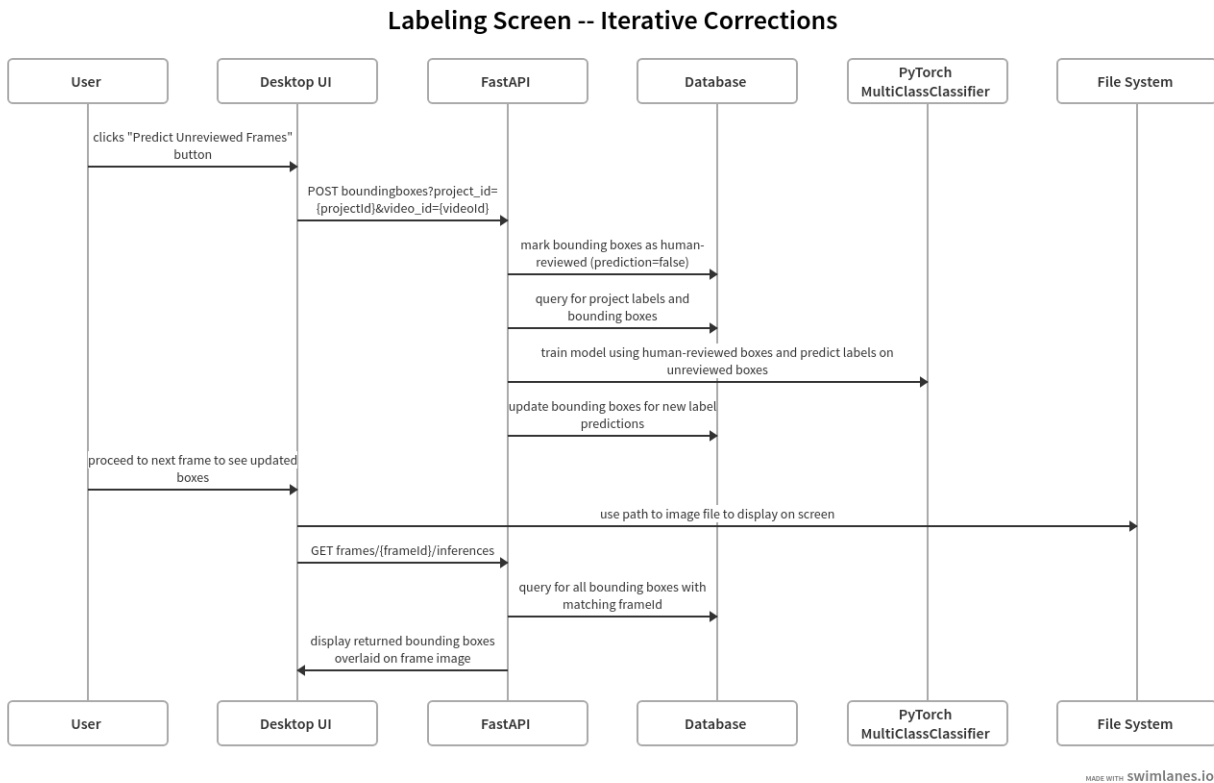 Labeling Screen -- Iterative Corrections
User
Desktop UI
FastAPI
Database
PyTorch
MultiClassClassifier
File System
clicks "Predict Unreviewed Frames"
button
POST boundingboxes?project_id=
{projectId}&video_id={videoId}
mark bounding boxes as human-
reviewed (prediction=false)
query for project labels and
bounding boxes
train model using human-reviewed boxes and predict labels on
unreviewed boxes
update bounding boxes for new label
predictions
proceed to next frame to see updated
boxes
use path to image file to display on screen
GET frames/{frameId}/inferences
query for all bounding boxes with
matching frameId
display returned bounding boxes
overlaid on frame image
User
Desktop UI
FastAPI
Database
PyTorch
MultiClassClassifier
File System
MADE WITH swimlanes.io